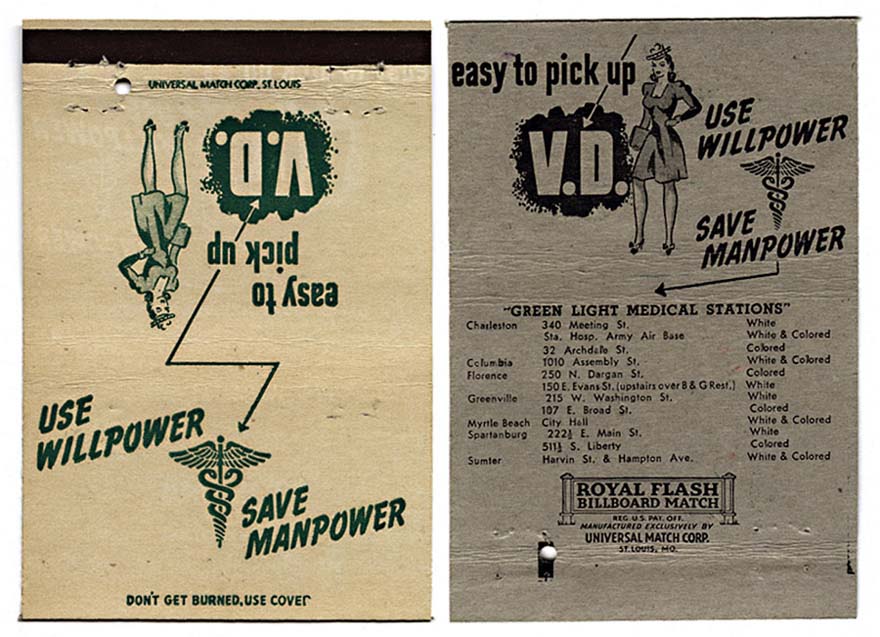 UNIVERSAL MATCH CORP., ST. LOUIS
easy to
pick up
V.D.
USE
WILLPOWER
SAVE
MANPOWER
DON'T GET BURNED, USE COVER
easy to pick up
V.D.
USE
WILLPOWER
SAVE
MANPOWER
"GREEN LIGHT MEDICAL STATIONS"
Charleston 340 Meeting St. White
Sta. Hosp. Army Air Base White & Colored
32 Archdale St. Colored
Columbia 1010 Assembly St. White & Colored
Florence 250 N. Dargan St. Colored
150 E. Evans St. (upstairs over B & G Rest.) White
Greenville 215 W. Washington St. White
107 E. Broad St. Colored
Myrtle Beach City Hall White & Colored
Spartanburg 222½ E. Main St. White
511½ S. Liberty Colored
Sumter Harvin St. & Hampton Ave. White & Colored
ROYAL FLASH
BILLBOARD MATCH
REG. U.S. PAT. OFF.
MANUFACTURED EXCLUSIVELY BY
UNIVERSAL MATCH CORP.
ST. LOUIS, MO.